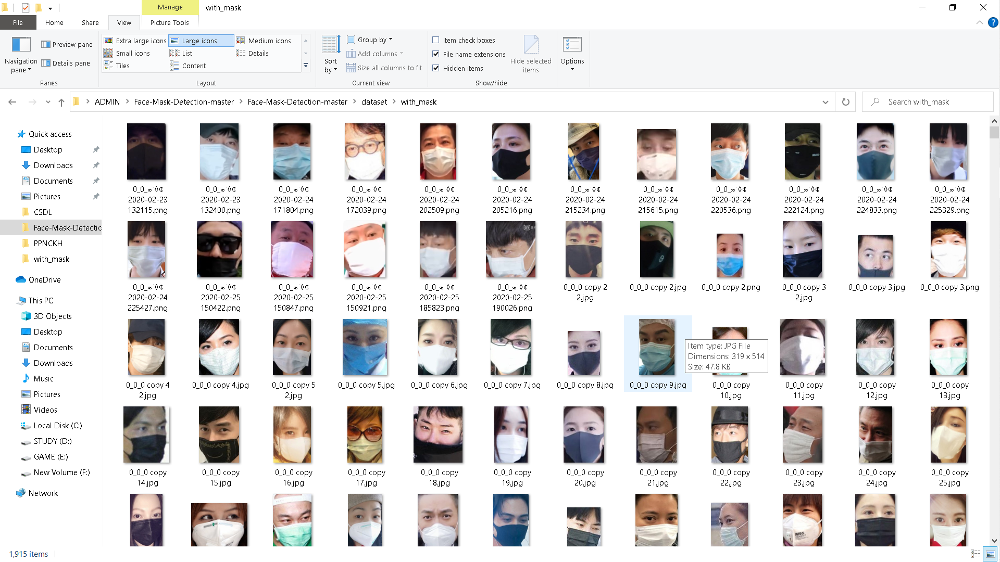 Manage
with_mask
File
Home
Share
View
Picture Tools
Navigation pane
Preview pane
Details pane
Panes
Extra large icons
Large icons
Medium icons
Small icons
List
Details
Tiles
Content
Layout
Sort by
Group by
Add columns
Size all columns to fit
Current view
Item check boxes
File name extensions
Hidden items
Hide selected items
Show/hide
Options
ADMIN > Face-Mask-Detection-master > Face-Mask-Detection-master > dataset > with_mask
Search with_mask
Quick access
Desktop
Downloads
Documents
Pictures
CSDL
Face-Mask-Detectio
PPNCKH
with_mask
OneDrive
This PC
3D Objects
Desktop
Documents
Downloads
Music
Pictures
Videos
Local Disk (C:)
STUDY (D:)
GAME (E:)
New Volume (F:)
Network
0_0_≈˙◊¢ 2020-02-23 132115.png
0_0_≈˙◊¢ 2020-02-23 132400.png
0_0_≈˙◊¢ 2020-02-24 171804.png
0_0_≈˙◊¢ 2020-02-24 172039.png
0_0_≈˙◊¢ 2020-02-24 202509.png
0_0_≈˙◊¢ 2020-02-24 205216.png
0_0_≈˙◊¢ 2020-02-24 215234.png
0_0_≈˙◊¢ 2020-02-24 215615.png
0_0_≈˙◊¢ 2020-02-24 220536.png
0_0_≈˙◊¢ 2020-02-24 222124.png
0_0_≈˙◊¢ 2020-02-24 224833.png
0_0_≈˙◊¢ 2020-02-24 225329.png
0_0_≈˙◊¢ 2020-02-24 225427.png
0_0_≈˙◊¢ 2020-02-25 150422.png
0_0_≈˙◊¢ 2020-02-25 150847.png
0_0_≈˙◊¢ 2020-02-25 150921.png
0_0_≈˙◊¢ 2020-02-25 185823.png
0_0_≈˙◊¢ 2020-02-25 190026.png
0_0_0 copy 2 2.jpg
0_0_0 copy 2.jpg
0_0_0 copy 2.png
0_0_0 copy 3 2.jpg
0_0_0 copy 3.jpg
0_0_0 copy 3.png
0_0_0 copy 4 2.jpg
0_0_0 copy 4.jpg
0_0_0 copy 5 2.jpg
0_0_0 copy 5.jpg
0_0_0 copy 6.jpg
0_0_0 copy 7.jpg
0_0_0 copy 8.jpg
0_0_0 copy 9.jpg
Item type: JPG File
Dimensions: 319 x 514
Size: 47.8 KB
0_0_0 copy 10.jpg
0_0_0 copy 11.jpg
0_0_0 copy 12.jpg
0_0_0 copy 13.jpg
0_0_0 copy 14.jpg
0_0_0 copy 15.jpg
0_0_0 copy 16.jpg
0_0_0 copy 17.jpg
0_0_0 copy 18.jpg
0_0_0 copy 19.jpg
0_0_0 copy 20.jpg
0_0_0 copy 21.jpg
0_0_0 copy 22.jpg
0_0_0 copy 23.jpg
0_0_0 copy 24.jpg
0_0_0 copy 25.jpg
M95
1,915 items